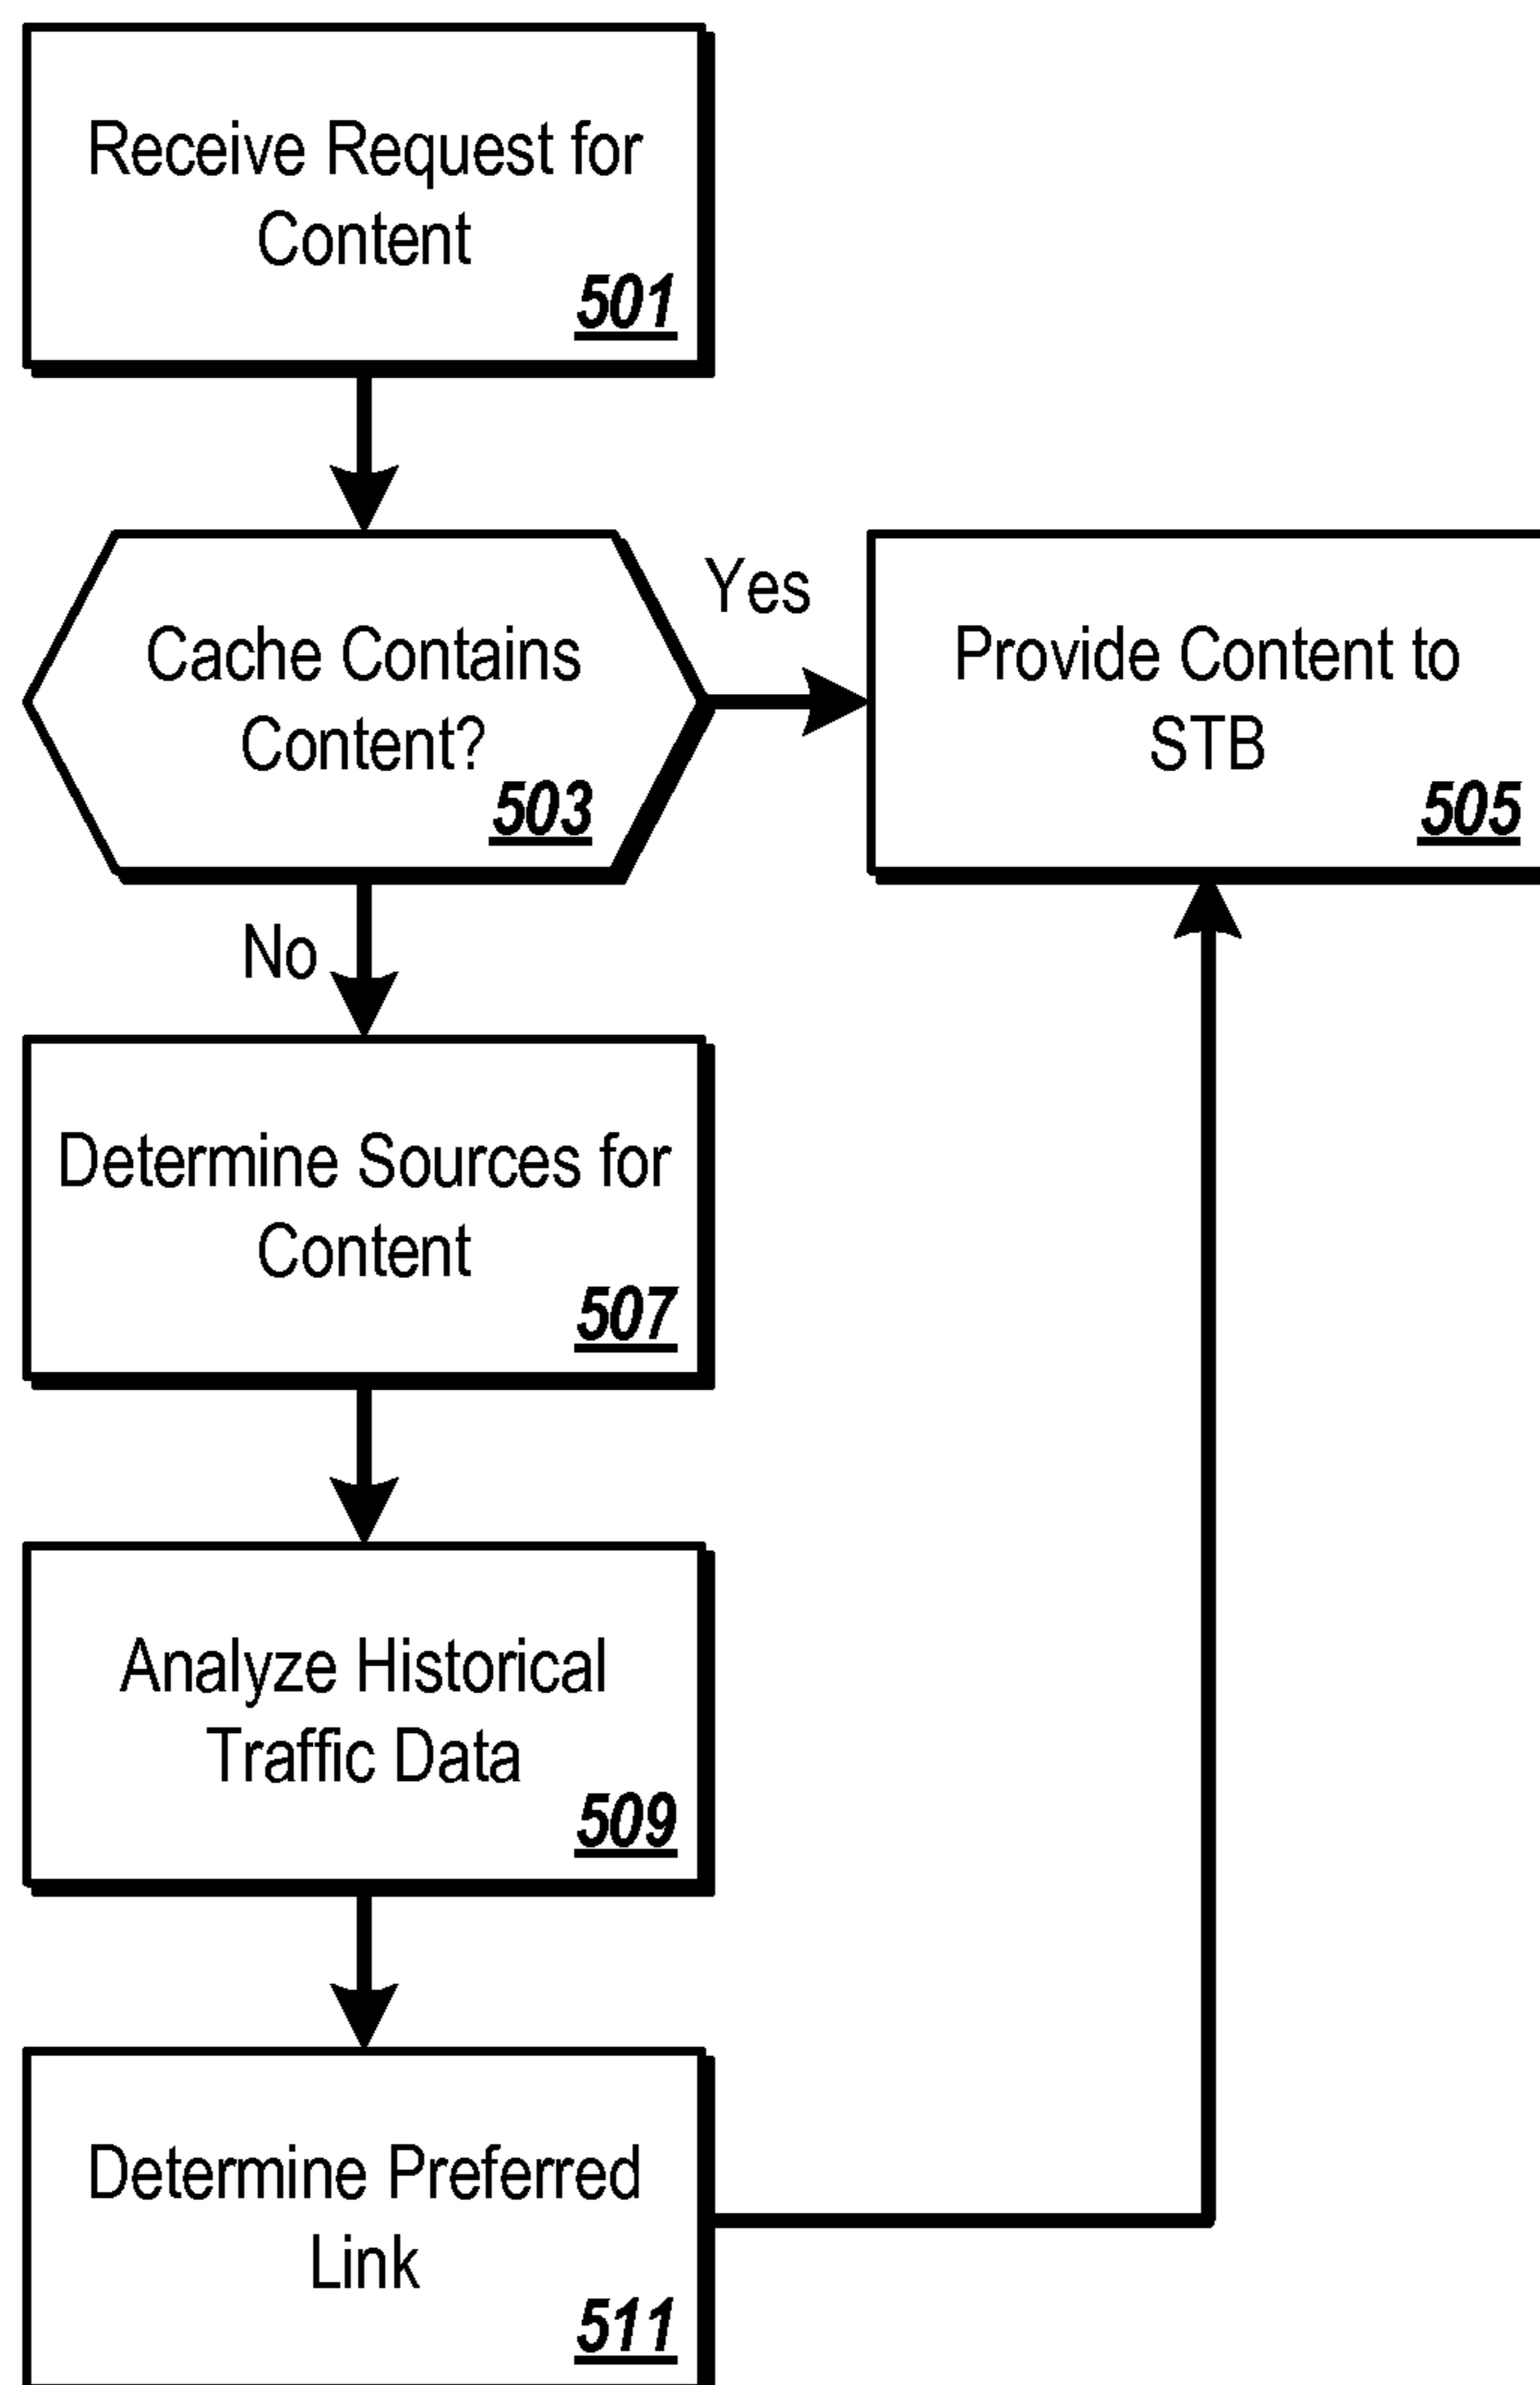 Receive Request for
Content
501
Cache Contains
Content?
503
Yes
Provide Content to
STB
505
No
Determine Sources for
Content
507
Analyze Historical
Traffic Data
509
Determine Preferred
Link
511